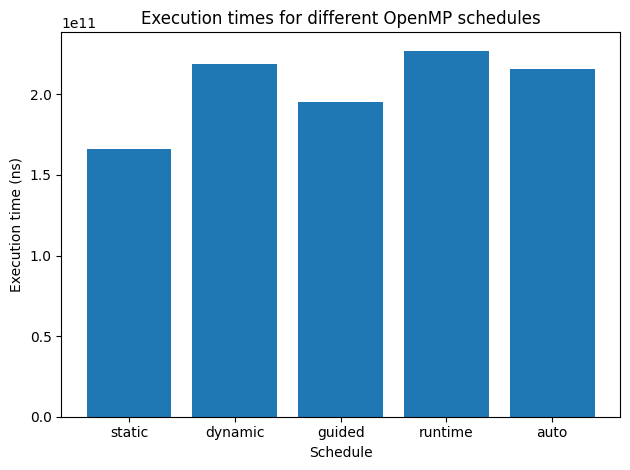 Execution times for different OpenMP schedules
1e11
2.0
1.5
1.0
0.5
0.0
Execution time (ns)
static dynamic guided runtime auto
Schedule